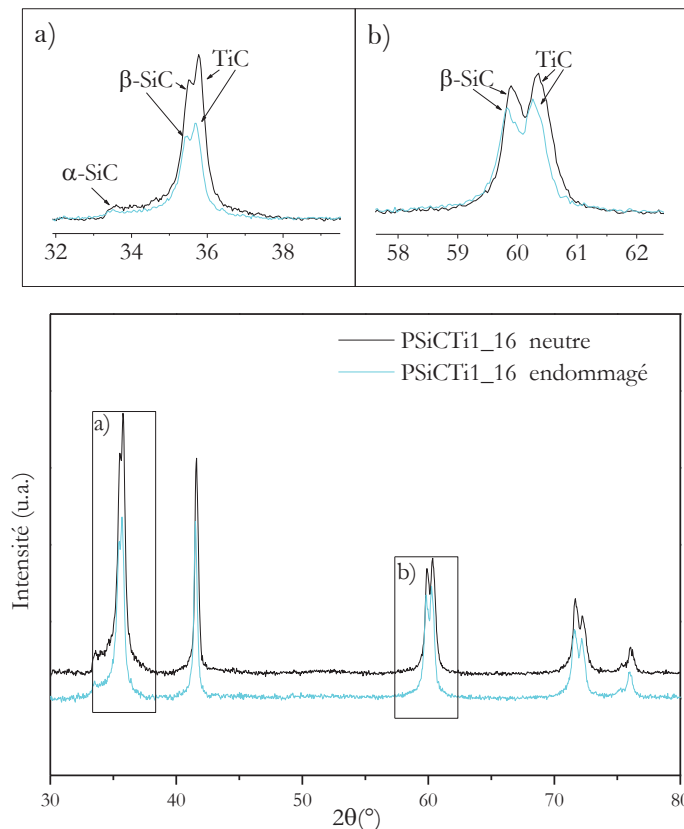 a)
TiC
β-SiC
α-SiC
32 34 36 38
b)
TiC
β-SiC
58 59 60 61 62
PSiCTi1_16 neutre
PSiCTi1_16 endommagé
a)
b)
Intensité (u.a.)
30 40 50 60 70 80
2θ(°)